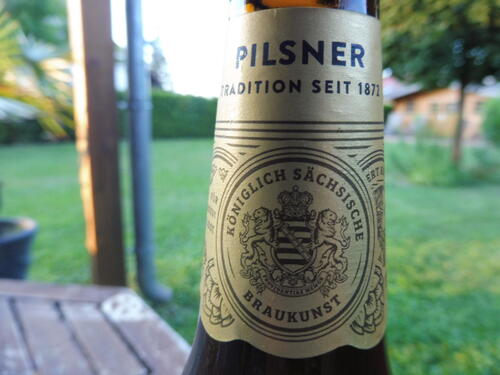 PILSNER
TRADITION SEIT 1872
KÖNIGLICH SÄCHSISCHE
BRAUKUNST